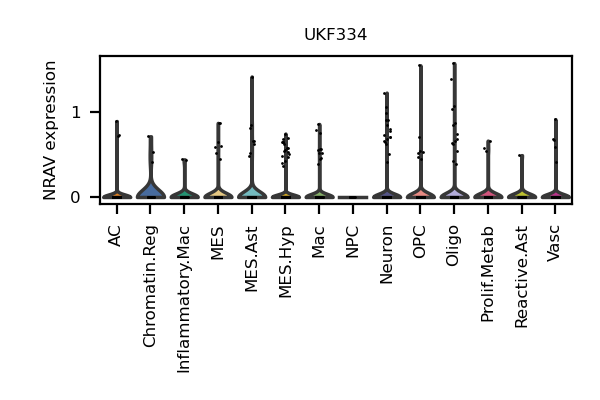 UKF334
NRAV expression
1
0
AC
Chromatin.Reg
Inflammatory.Mac
MES
MES.Ast
MES.Hyp
Mac
NPC
Neuron
OPC
Oligo
Prolif.Metab
Reactive.Ast
Vasc